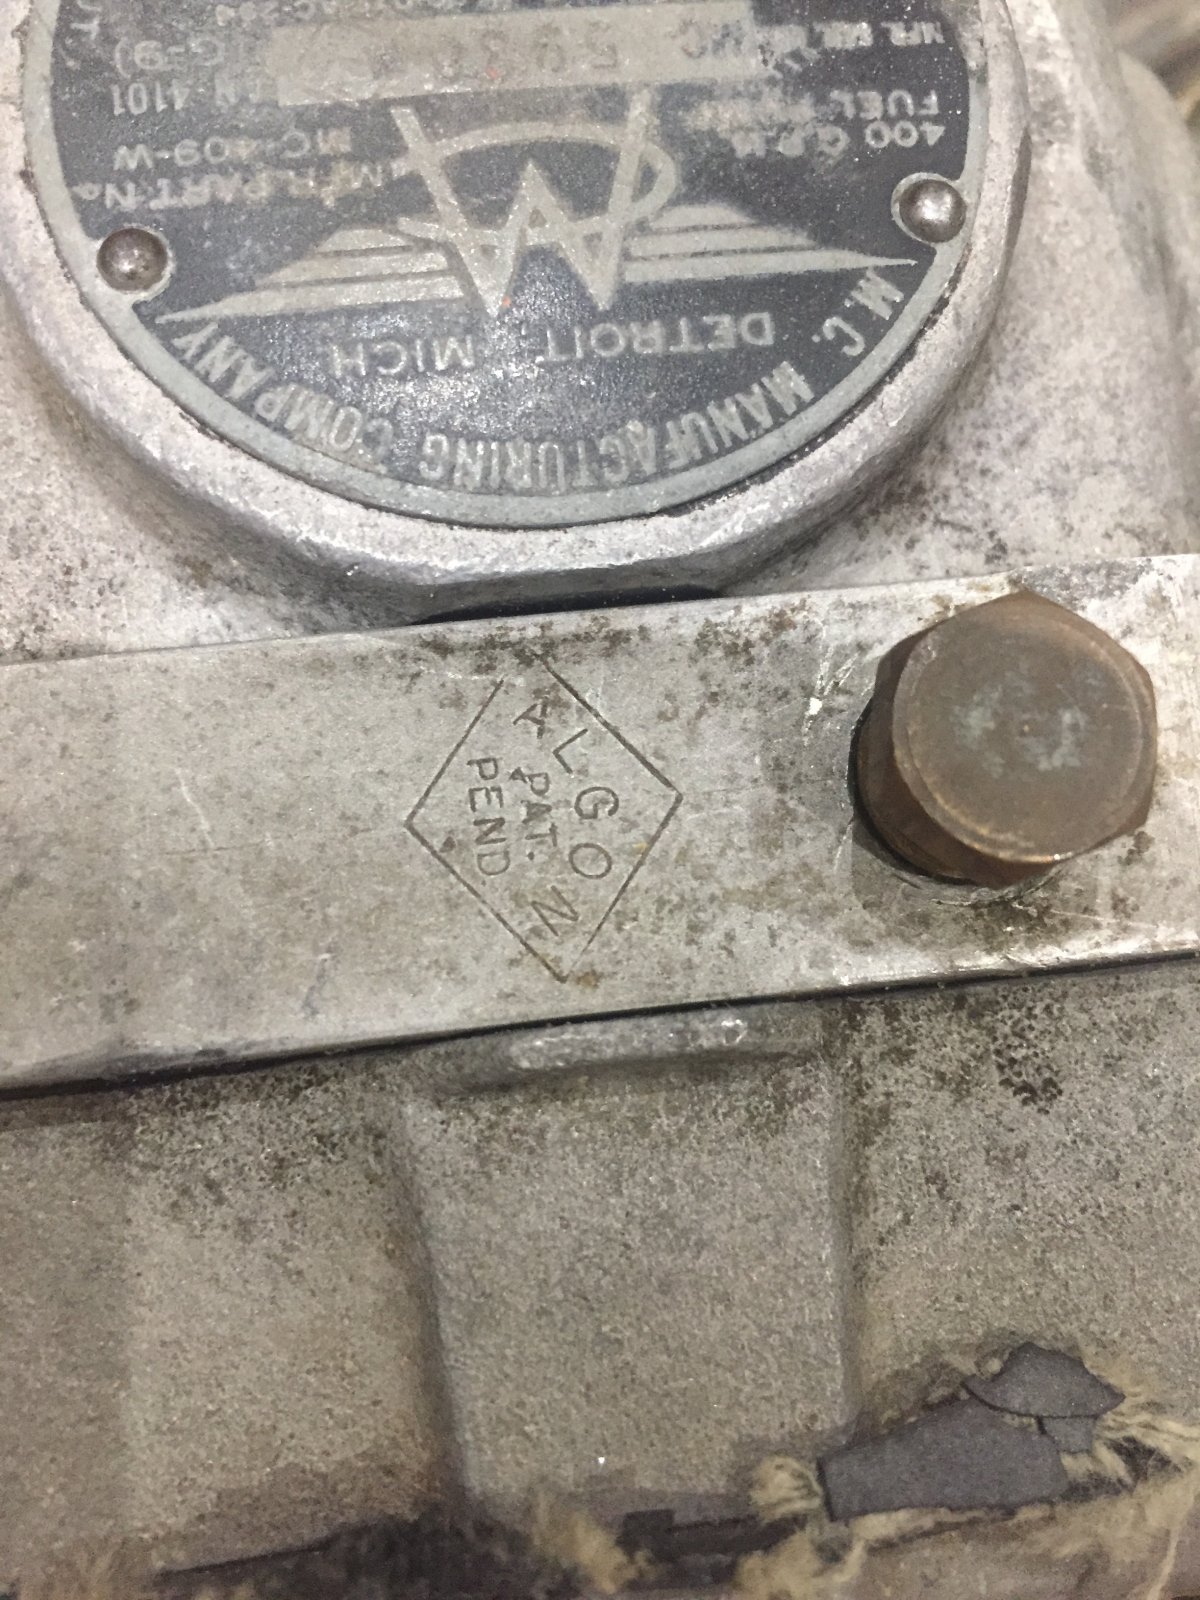 M. C. MANUFACTURING COMPANY
DETROIT, MICH
400 G.P.M.
FUEL
MFR. PART No.
MC-409-W
4101
G-9)
ALGON
PAT.
PEND.